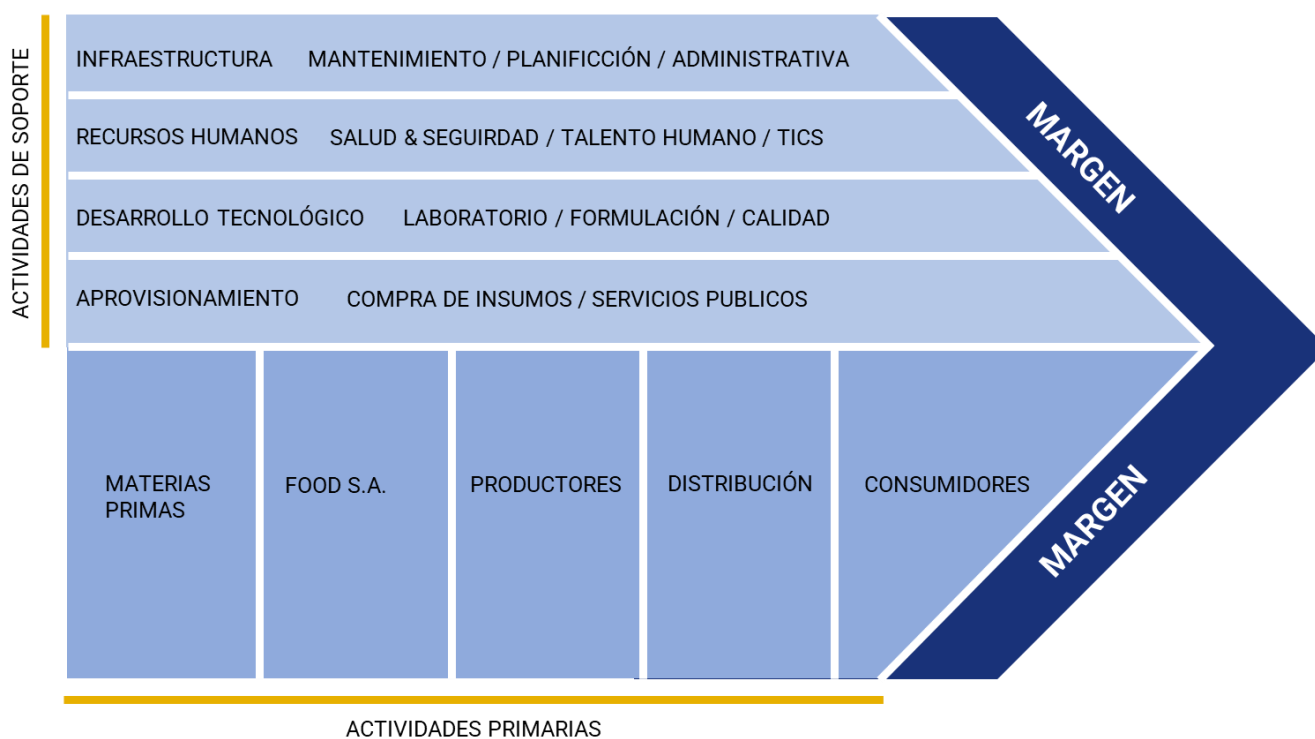 ACTIVIDADES DE SOPORTE
INFRAESTRUCTURA MANTENIMIENTO / PLANIFICCIÓN / ADMINISTRATIVA
RECURSOS HUMANOS SALUD & SEGUIRDAD / TALENTO HUMANO / TICS
DESARROLLO TECNOLÓGICO LABORATORIO / FORMULACIÓN / CALIDAD
APROVISIONAMIENTO COMPRA DE INSUMOS / SERVICIOS PUBLICOS
MARGEN
MATERIAS
PRIMAS
FOOD S.A.
PRODUCTORES
DISTRIBUCIÓN
CONSUMIDORES
MARGEN
ACTIVIDADES PRIMARIAS